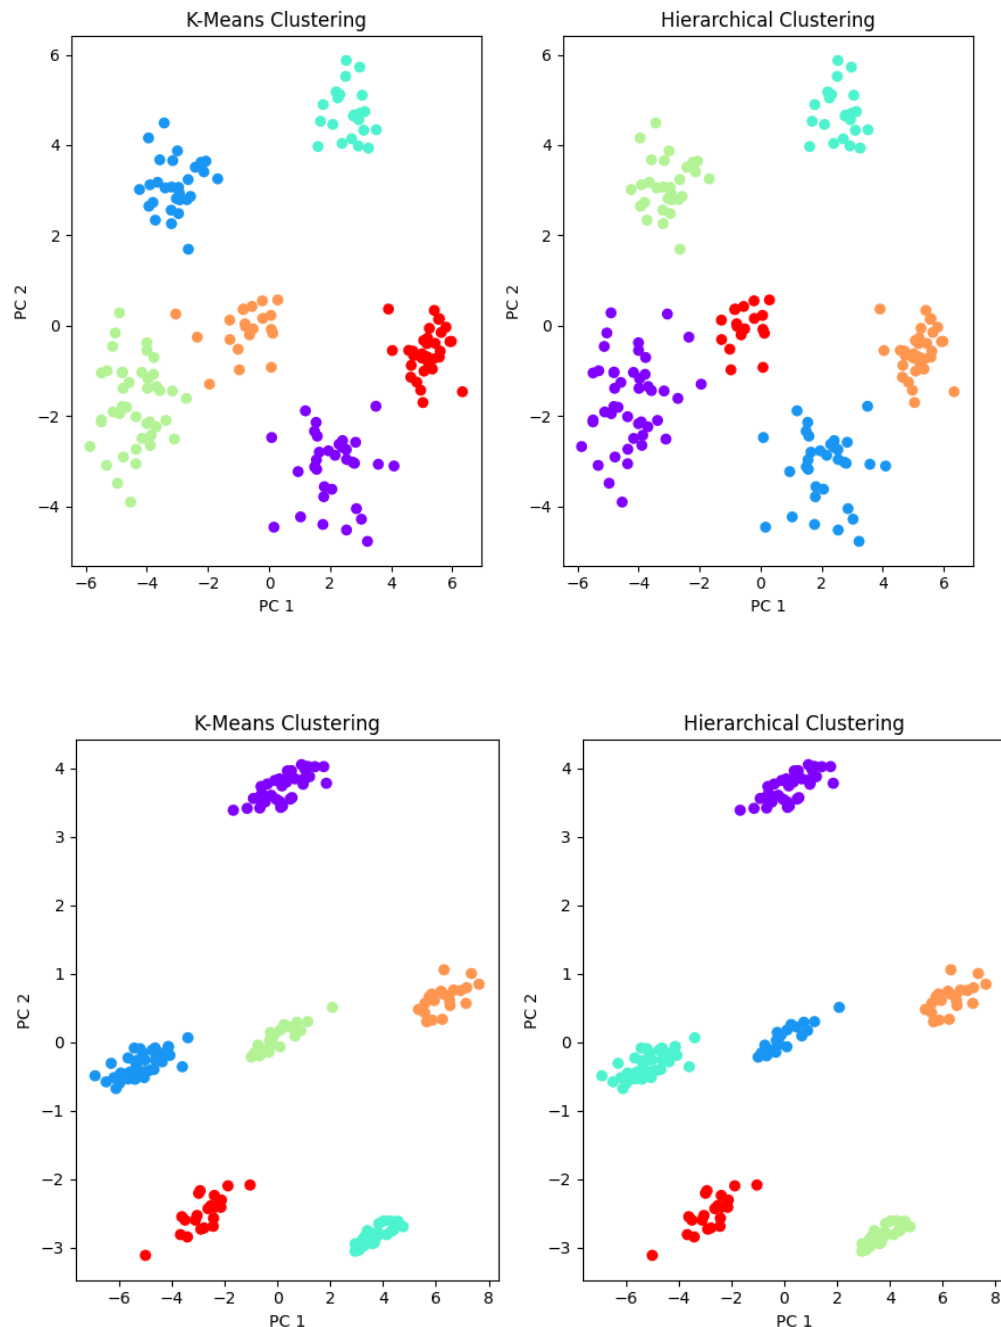 K-Means Clustering
Hierarchical Clustering
6
4
2
0
−2
−4
PC 2
−6 −4 −2 0 2 4 6
PC 1
6
4
2
0
−2
−4
PC 2
−6 −4 −2 0 2 4 6
PC 1
K-Means Clustering
Hierarchical Clustering
4
3
2
1
0
−1
−2
−3
PC 2
−6 −4 −2 0 2 4 6 8
PC 1
4
3
2
1
0
−1
−2
−3
PC 2
−6 −4 −2 0 2 4 6 8
PC 1